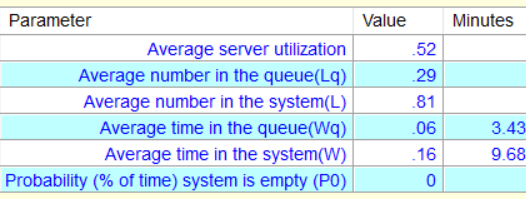 Parameter Value Minutes
Average server utilization .52
Average number in the queue(Lq) .29
Average number in the system(L) .81
Average time in the queue(Wq) .06 3.43
Average time in the system(W) .16 9.68
Probability (% of time) system is empty (P0) 0